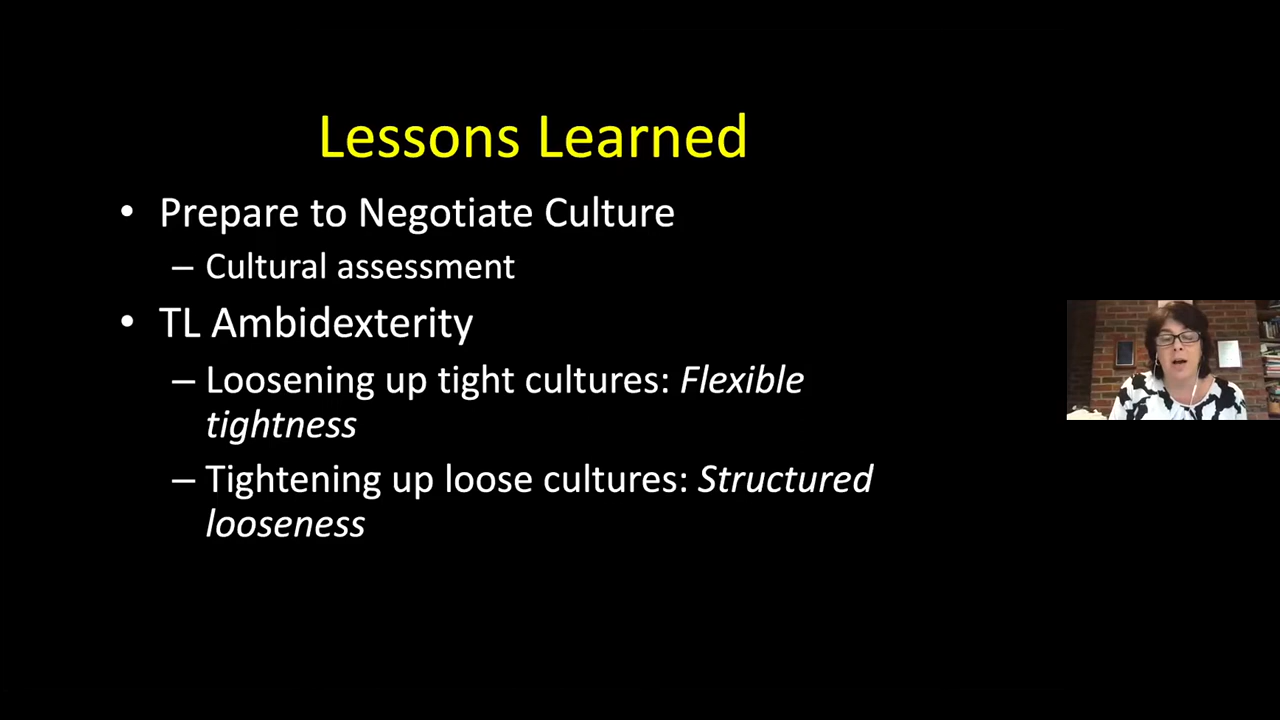 Lessons Learned
• Prepare to Negotiate Culture
– Cultural assessment
• TL Ambidexterity
– Loosening up tight cultures: Flexible
tightness
– Tightening up loose cultures: Structured
looseness